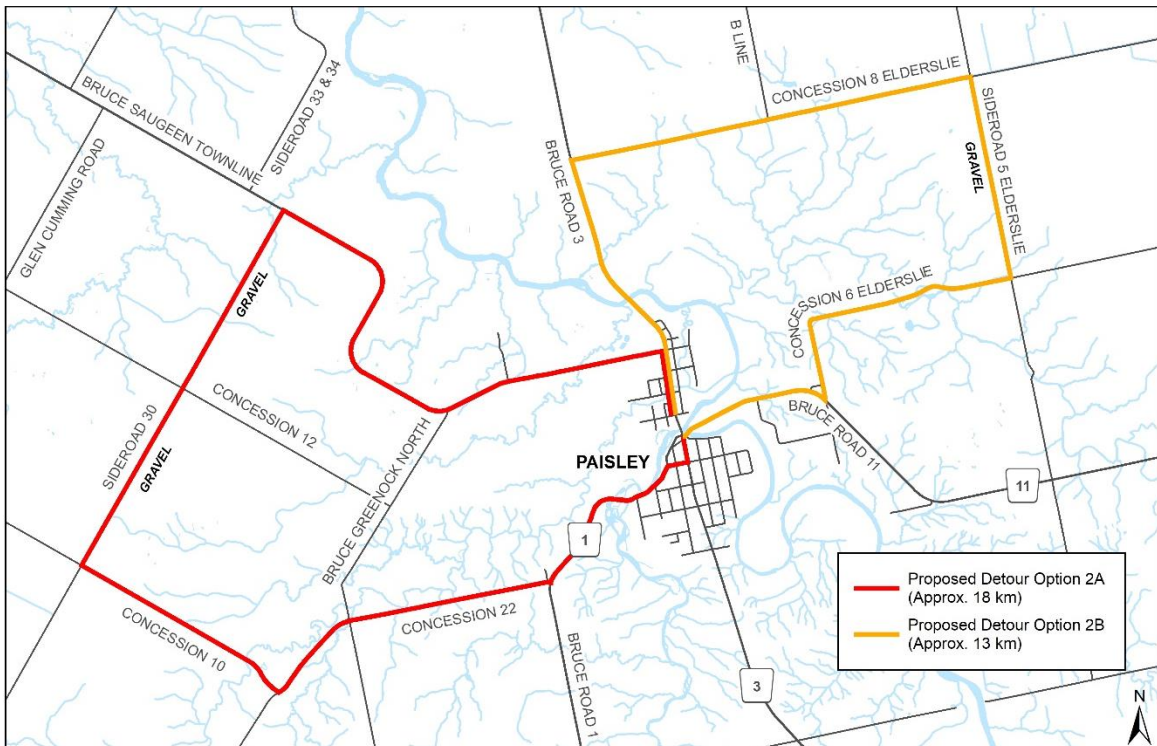 B LINE
CONCESSION 8 ELDERSLIE
SIDEROAD 33 & 34
BRUCE SAUGEEN TOWNLINE
SIDEROAD 5 ELDERSLIE
GRAVEL
GLEN CUMMING ROAD
BRUCE ROAD 3
GRAVEL
CONCESSION 6 ELDERSLIE
CONCESSION 12
SIDEROAD 30
GRAVEL
BRUCE GREENOCK NORTH
PAISLEY
BRUCE ROAD 11
11
1
CONCESSION 22
CONCESSION 10
BRUCE ROAD 1
3
Proposed Detour Option 2A
(Approx. 18 km)
Proposed Detour Option 2B
(Approx. 13 km)
N